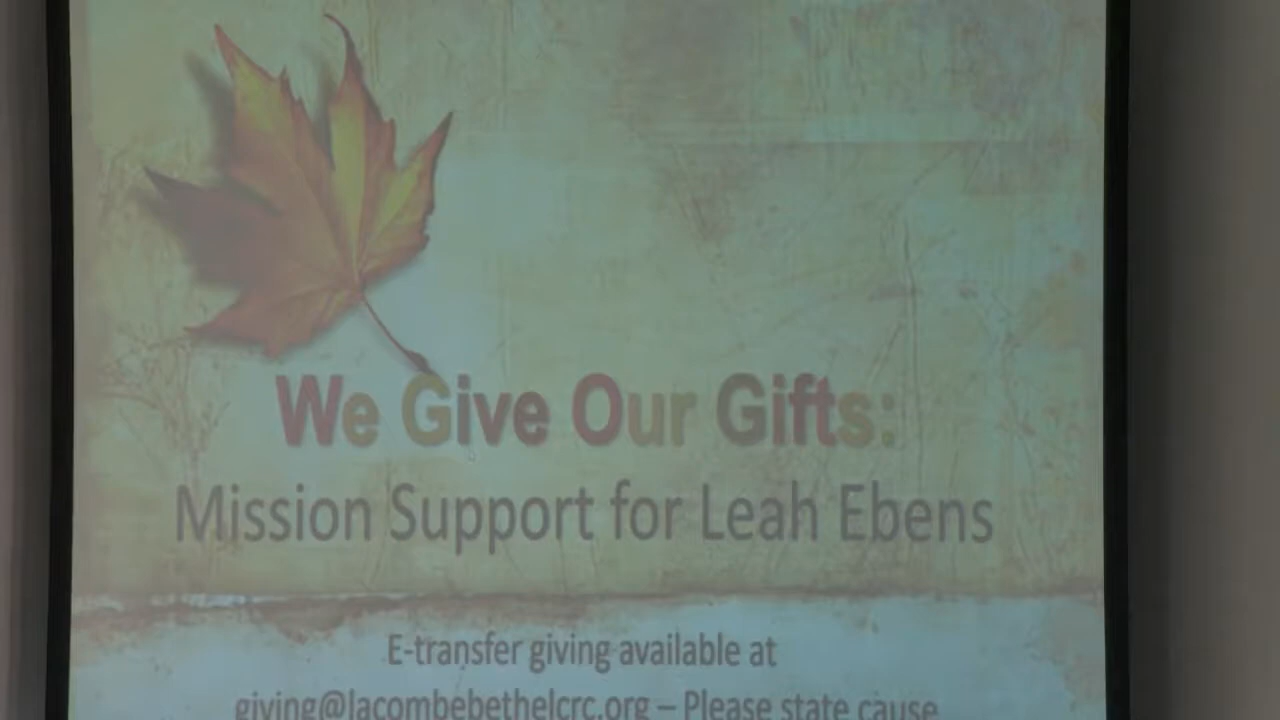 We Give Our Gifts:
Mission Support for Leah Ebens
E-transfer giving available at
giving@lacombebethelcrc.org – Please state cause